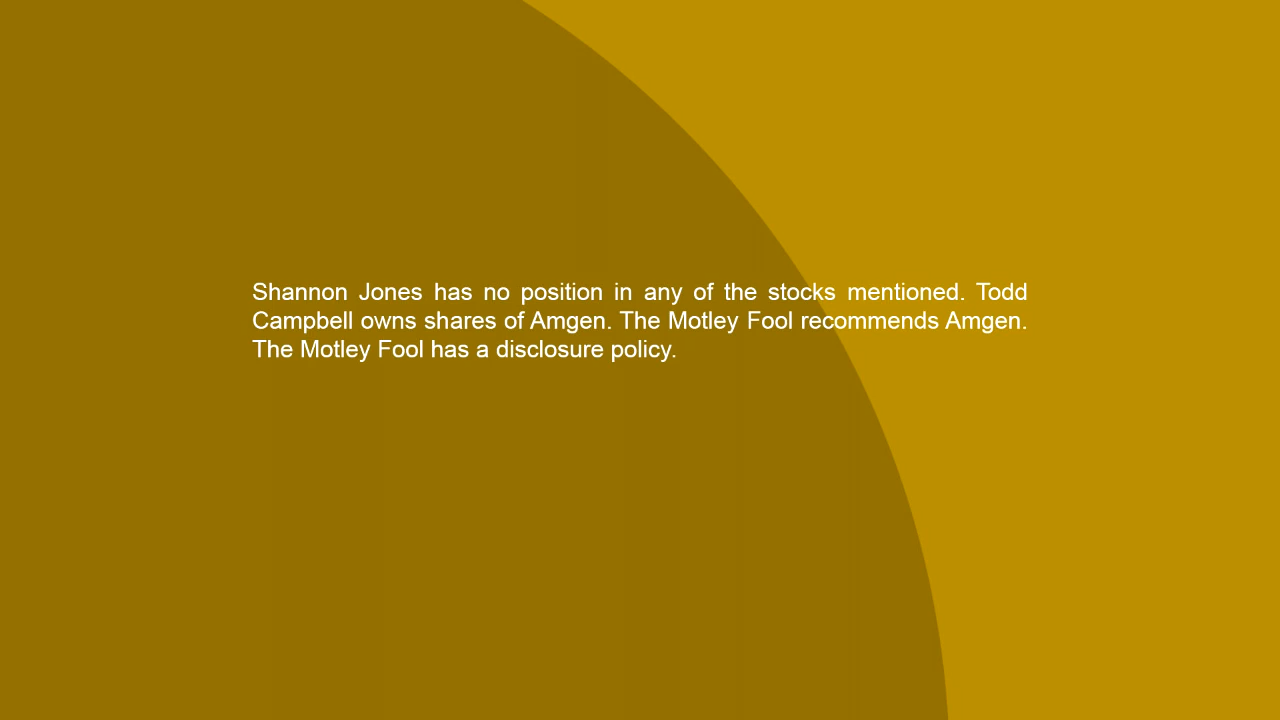 Shannon Jones has no position in any of the stocks mentioned. Todd
Campbell owns shares of Amgen. The Motley Fool recommends Amgen.
The Motley Fool has a disclosure policy.